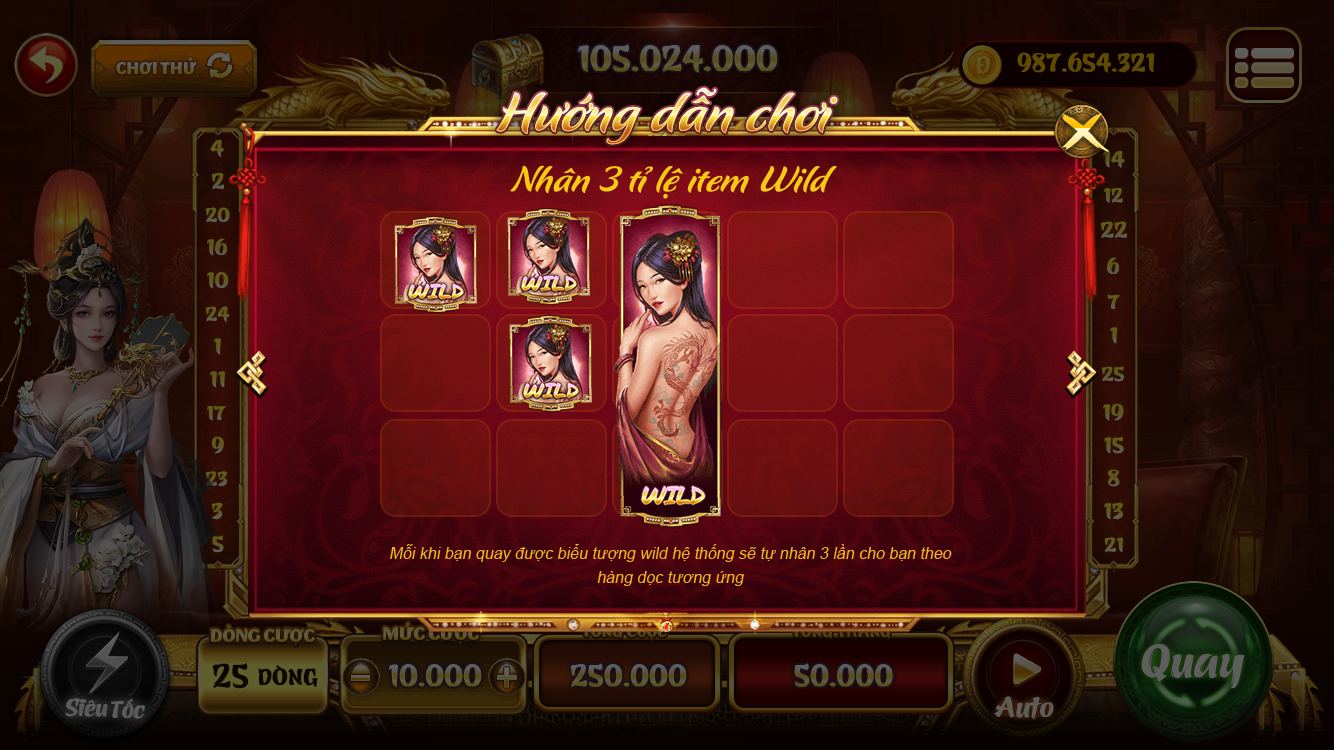 CHƠI THỬ
105.024.000
987.654.321
Hướng dẫn chơi
Nhân 3 tỉ lệ item Wild
4
2
20
16
10
24
1
11
17
9
23
3
5
14
12
22
6
7
1
25
19
15
8
13
21
WILD
WILD
WILD
WILD
Mỗi khi bạn quay được biểu tượng wild hệ thống sẽ tự nhân 3 lần cho bạn theo
hàng dọc tương ứng
DÒNG CƯỢC
MỨC CƯỢC
TỔNG CƯỢC
TỔNG THẮNG
25 DÒNG
10.000
250.000
50.000
Siêu Tốc
Auto
Quay